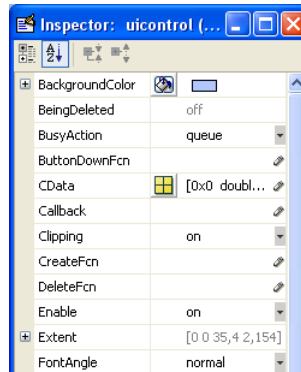 Inspector: uicontrol (...
BackgroundColor
BeingDeleted off
BusyAction queue
ButtonDownFcn
CData [0x0 doubl...
Callback
Clipping on
CreateFcn
DeleteFcn
Enable on
Extent [0 0 35,4 2,154]
FontAngle normal